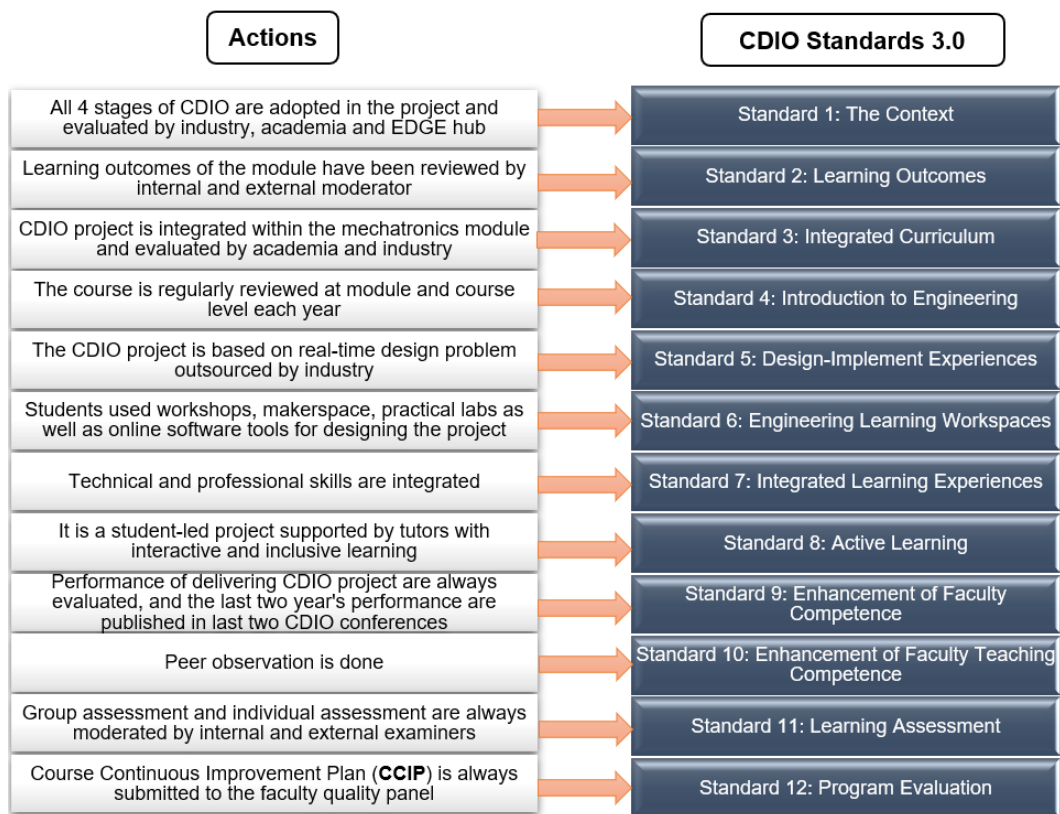 Actions
CDIO Standards 3.0
All 4 stages of CDIO are adopted in the project and
evaluated by industry, academia and EDGE hub
Standard 1: The Context
Learning outcomes of the module have been reviewed by
internal and external moderator
Standard 2: Learning Outcomes
CDIO project is integrated within the mechatronics module
and evaluated by academia and industry
Standard 3: Integrated Curriculum
The course is regularly reviewed at module and course
level each year
Standard 4: Introduction to Engineering
The CDIO project is based on real-time design problem
outsourced by industry
Standard 5: Design-Implement Experiences
Students used workshops, makerspace, practical labs as
well as online software tools for designing the project
Standard 6: Engineering Learning Workspaces
Technical and professional skills are integrated
Standard 7: Integrated Learning Experiences
It is a student-led project supported by tutors with
interactive and inclusive learning
Standard 8: Active Learning
Performance of delivering CDIO project are always
evaluated, and the last two year's performance are
published in last two CDIO conferences
Standard 9: Enhancement of Faculty
Competence
Peer observation is done
Standard 10: Enhancement of Faculty Teaching
Competence
Group assessment and individual assessment are always
moderated by internal and external examiners
Standard 11: Learning Assessment
Course Continuous Improvement Plan (CCIP) is always
submitted to the faculty quality panel
Standard 12: Program Evaluation